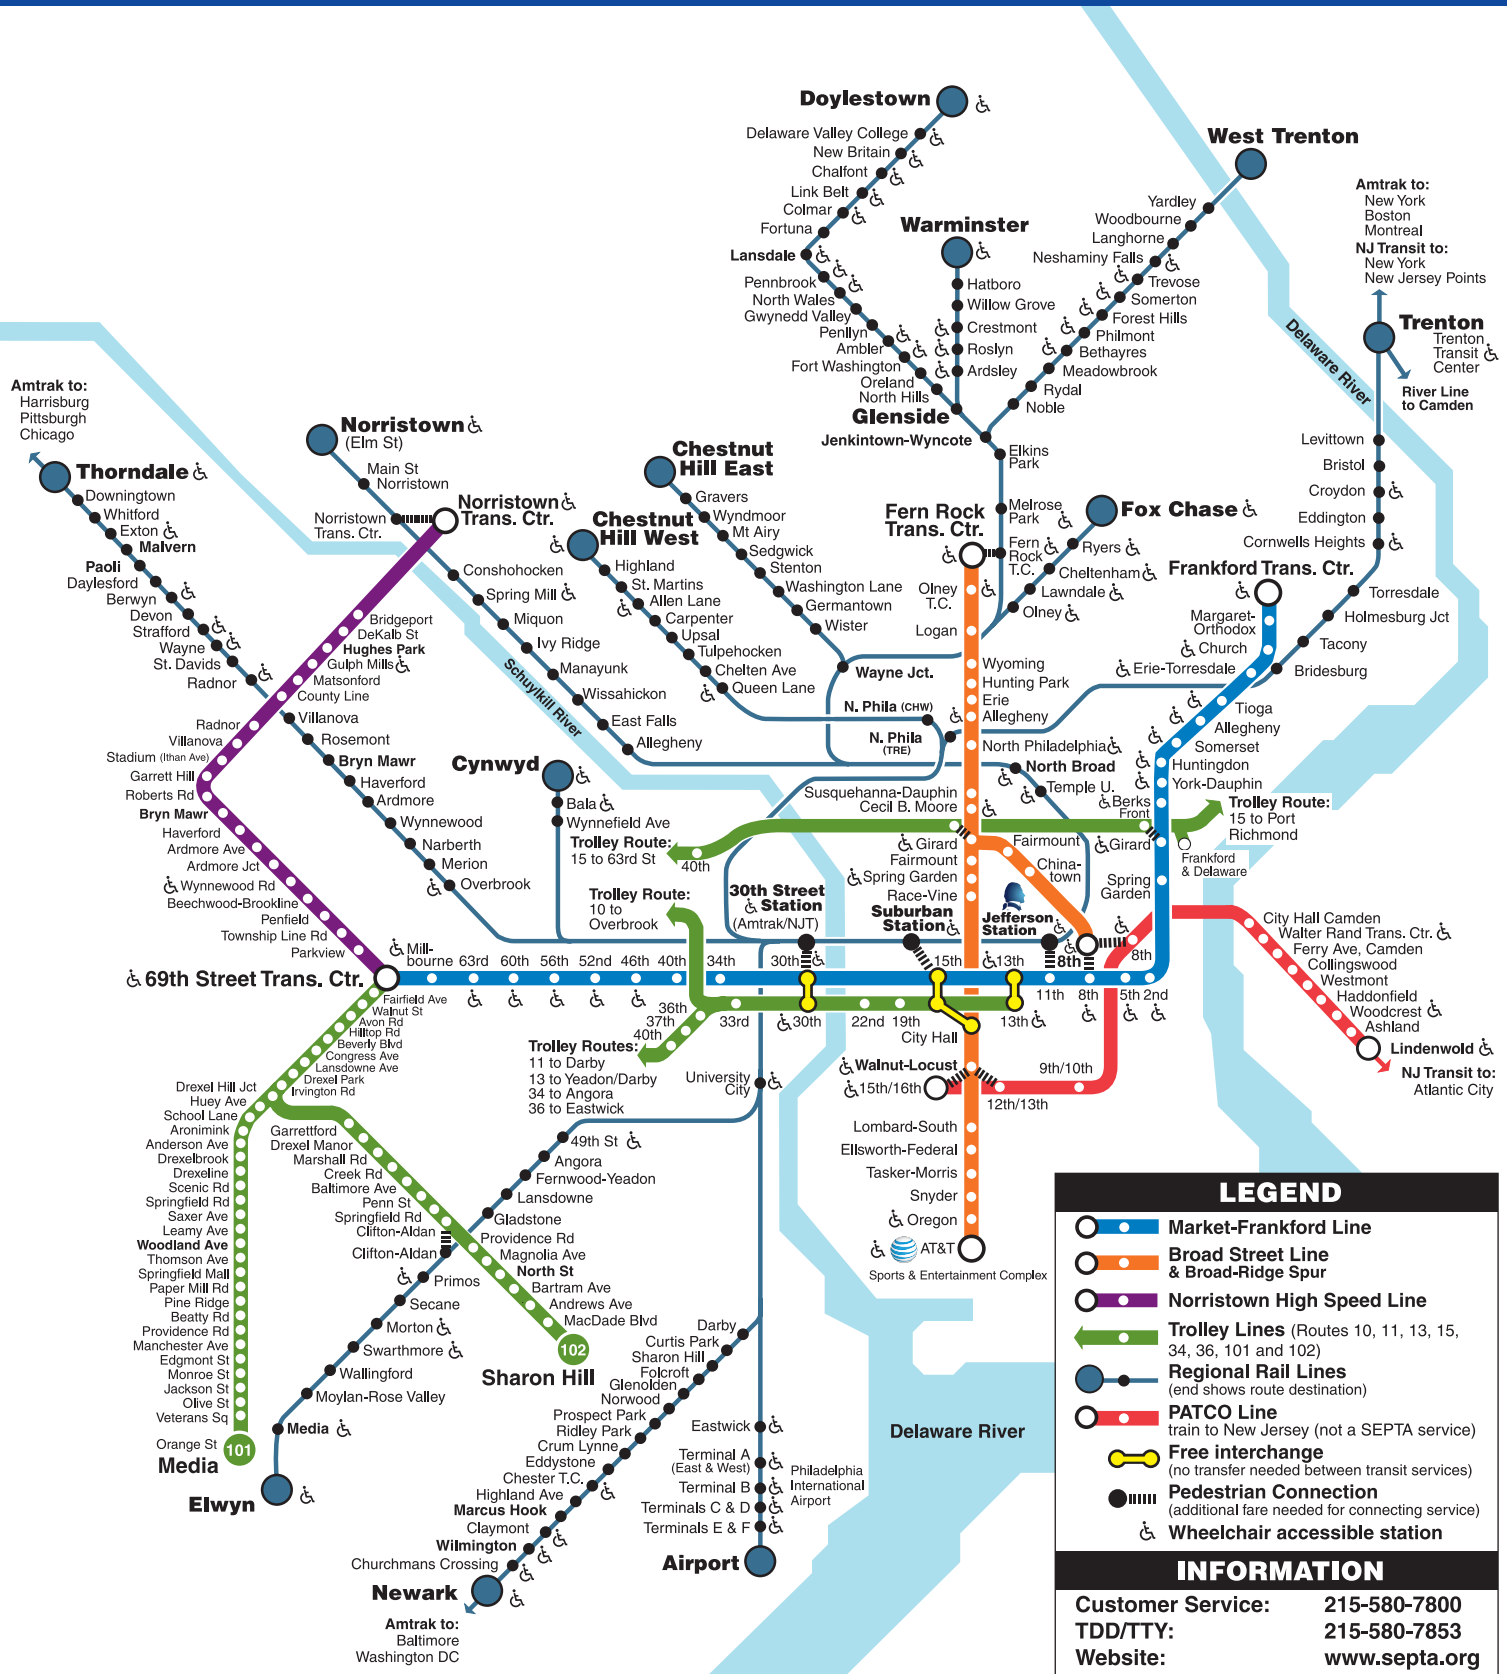 Doylestown
Delaware Valley College
New Britain
Chalfont
Link Belt
Colmar
Fortuna
Lansdale
Pennbrook
North Wales
Gwynedd Valley
Penllyn
Ambler
Fort Washington
Oreland
North Hills
Glenside
Jenkintown-Wyncote
Warminster
Hatboro
Willow Grove
Crestmont
Roslyn
Ardsley
West Trenton
Yardley
Woodbourne
Langhorne
Neshaminy Falls
Trevose
Somerton
Forest Hills
Philmont
Bethayres
Meadowbrook
Rydal
Noble
Elkins
Park
Melrose
Park
Fern
Rock
T.C.
Amtrak to:
New York
Boston
Montreal
NJ Transit to:
New York
New Jersey Points
Trenton
Trenton
Transit
Center
River Line
to Camden
Delaware River
Levittown
Bristol
Croydon
Eddington
Cornwells Heights
Torresdale
Holmesburg Jct
Tacony
Bridesburg
Amtrak to:
Harrisburg
Pittsburgh
Chicago
Thorndale
Downingtown
Whitford
Exton
Malvern
Paoli
Daylesford
Berwyn
Devon
Strafford
Wayne
St. Davids
Radnor
Villanova
Rosemont
Bryn Mawr
Haverford
Ardmore
Wynnewood
Narberth
Merion
Overbrook
Norristown
(Elm St)
Main St
Norristown
Norristown
Trans. Ctr.
Norristown
Trans. Ctr.
Conshohocken
Spring Mill
Miquon
Ivy Ridge
Manayunk
Wissahickon
East Falls
Allegheny
Schuylkill River
Bridgeport
DeKalb St
Hughes Park
Gulph Mills
Matsonford
County Line
Radnor
Villanova
Stadium (Ithan Ave)
Garrett Hill
Roberts Rd
Bryn Mawr
Haverford
Ardmore Ave
Ardmore Jct
Wynnewood Rd
Beechwood-Brookline
Penfield
Township Line Rd
Parkview
69th Street Trans. Ctr.
Chestnut
Hill East
Gravers
Wyndmoor
Mt Airy
Sedgwick
Stenton
Washington Lane
Germantown
Wister
Wayne Jct.
Chestnut
Hill West
Highland
St. Martins
Allen Lane
Carpenter
Upsal
Tulpehocken
Chelten Ave
Queen Lane
N. Phila (CHW)
N. Phila
(TRE)
North Broad
Temple U.
Fox Chase
Ryers
Cheltenham
Lawndale
Olney
Fern Rock
Trans. Ctr.
Olney
T.C.
Logan
Wyoming
Hunting Park
Erie
Allegheny
North Philadelphia
Susquehanna-Dauphin
Cecil B. Moore
Girard
Fairmount
Spring Garden
Race-Vine
Fairmount
China-
town
Frankford Trans. Ctr.
Margaret-
Orthodox
Church
Erie-Torresdale
Tioga
Allegheny
Somerset
Huntingdon
York-Dauphin
Berks
Front
Girard
Spring
Garden
Trolley Route:
15 to Port
Richmond
Frankford
& Delaware
Cynwyd
Bala
Wynnefield Ave
Trolley Route:
15 to 63rd St
40th
Trolley Route:
10 to
Overbrook
30th Street
Station
(Amtrak/NJT)
Suburban
Station
Jefferson
Station
Mill-
bourne
63rd
60th
56th
52nd
46th
40th
34th
30th
15th
13th
8th
8th
11th
8th
5th
2nd
36th
37th
40th
33rd
30th
22nd
19th
13th
City Hall
Trolley Routes:
11 to Darby
13 to Yeadon/Darby
34 to Angora
36 to Eastwick
University
City
Walnut-Locust
15th/16th
12th/13th
9th/10th
Lombard-South
Ellsworth-Federal
Tasker-Morris
Snyder
Oregon
AT&T
Sports & Entertainment Complex
City Hall Camden
Walter Rand Trans. Ctr.
Ferry Ave, Camden
Collingswood
Westmont
Haddonfield
Woodcrest
Ashland
Lindenwold
NJ Transit to:
Atlantic City
Fairfield Ave
Walnut St
Avon Rd
Hilltop Rd
Beverly Blvd
Congress Ave
Lansdowne Ave
Drexel Park
Irvington Rd
Drexel Hill Jct
Huey Ave
School Lane
Aronimink
Anderson Ave
Drexelbrook
Drexeline
Scenic Rd
Springfield Rd
Saxer Ave
Leamy Ave
Woodland Ave
Thomson Ave
Springfield Mall
Paper Mill Rd
Pine Ridge
Beatty Rd
Providence Rd
Manchester Ave
Edgmont St
Monroe St
Jackson St
Olive St
Veterans Sq
Orange St
101
Media
Garrettford
Drexel Manor
Marshall Rd
Creek Rd
Baltimore Ave
Penn St
Springfield Rd
Clifton-Aldan
Providence Rd
Magnolia Ave
North St
Bartram Ave
Andrews Ave
MacDade Blvd
102
Sharon Hill
49th St
Angora
Fernwood-Yeadon
Lansdowne
Gladstone
Clifton-Aldan
Primos
Secane
Morton
Swarthmore
Wallingford
Moylan-Rose Valley
Media
Elwyn
Darby
Curtis Park
Sharon Hill
Folcroft
Glenolden
Norwood
Prospect Park
Ridley Park
Crum Lynne
Eddystone
Chester T.C.
Highland Ave
Marcus Hook
Claymont
Wilmington
Churchmans Crossing
Newark
Amtrak to:
Baltimore
Washington DC
Eastwick
Terminal A
(East & West)
Terminal B
Terminals C & D
Terminals E & F
Philadelphia
International
Airport
Airport
Delaware River
LEGEND
Market-Frankford Line
Broad Street Line
& Broad-Ridge Spur
Norristown High Speed Line
Trolley Lines (Routes 10, 11, 13, 15,
34, 36, 101 and 102)
Regional Rail Lines
(end shows route destination)
PATCO Line
train to New Jersey (not a SEPTA service)
Free interchange
(no transfer needed between transit services)
Pedestrian Connection
(additional fare needed for connecting service)
Wheelchair accessible station
INFORMATION
Customer Service: 215-580-7800
TDD/TTY: 215-580-7853
Website: www.septa.org